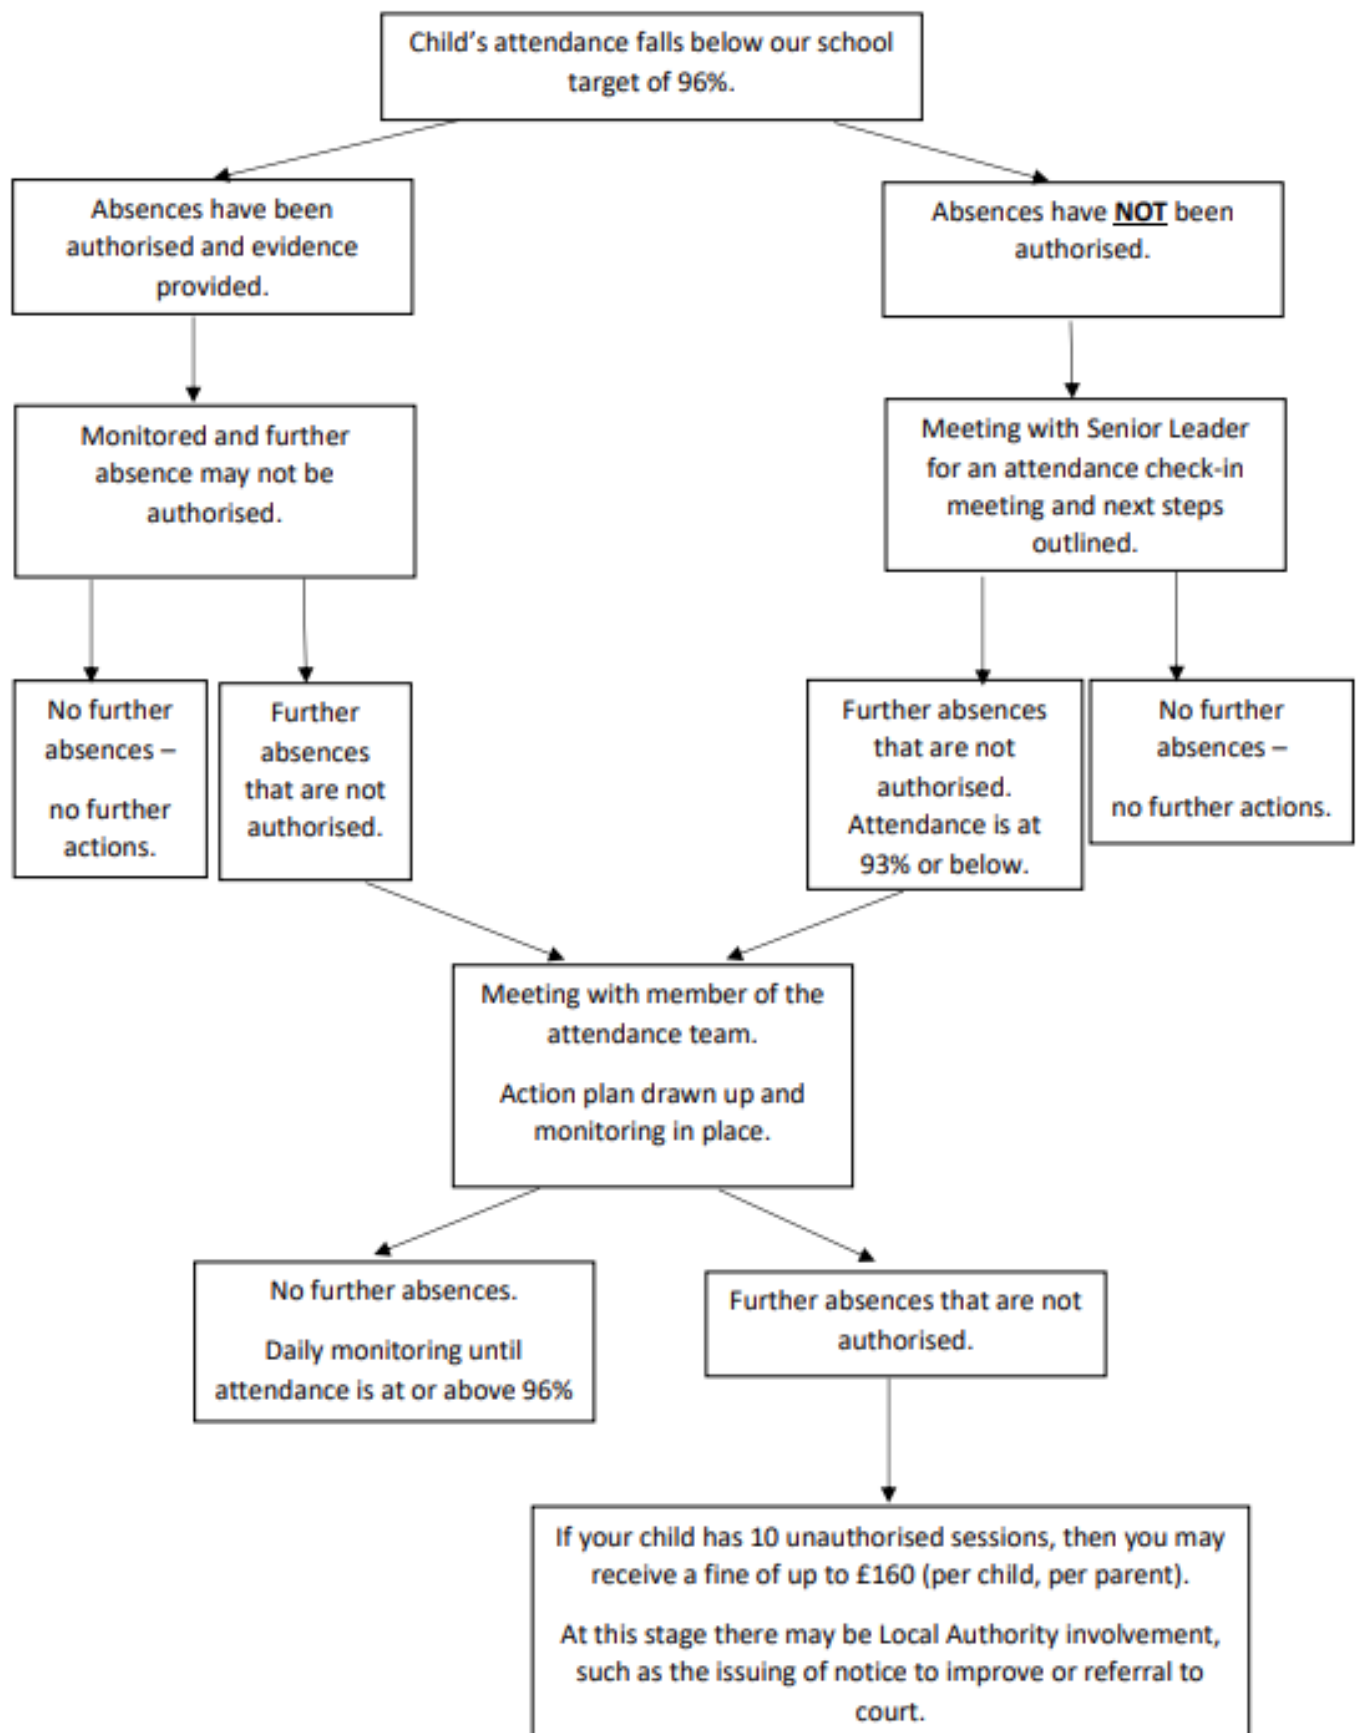 Child’s attendance falls below our school
target of 96%.
Absences have been
authorised and evidence
provided.
Absences have NOT been
authorised.
Monitored and further
absence may not be
authorised.
Meeting with Senior Leader
for an attendance check-in
meeting and next steps
outlined.
No further
absences –
no further
actions.
Further
absences
that are not
authorised.
Further absences
that are not
authorised.
Attendance is at
93% or below.
No further
absences –
no further actions.
Meeting with member of the
attendance team.
Action plan drawn up and
monitoring in place.
No further absences.
Daily monitoring until
attendance is at or above 96%
Further absences that are not
authorised.
If your child has 10 unauthorised sessions, then you may
receive a fine of up to £160 (per child, per parent).
At this stage there may be Local Authority involvement,
such as the issuing of notice to improve or referral to
court.